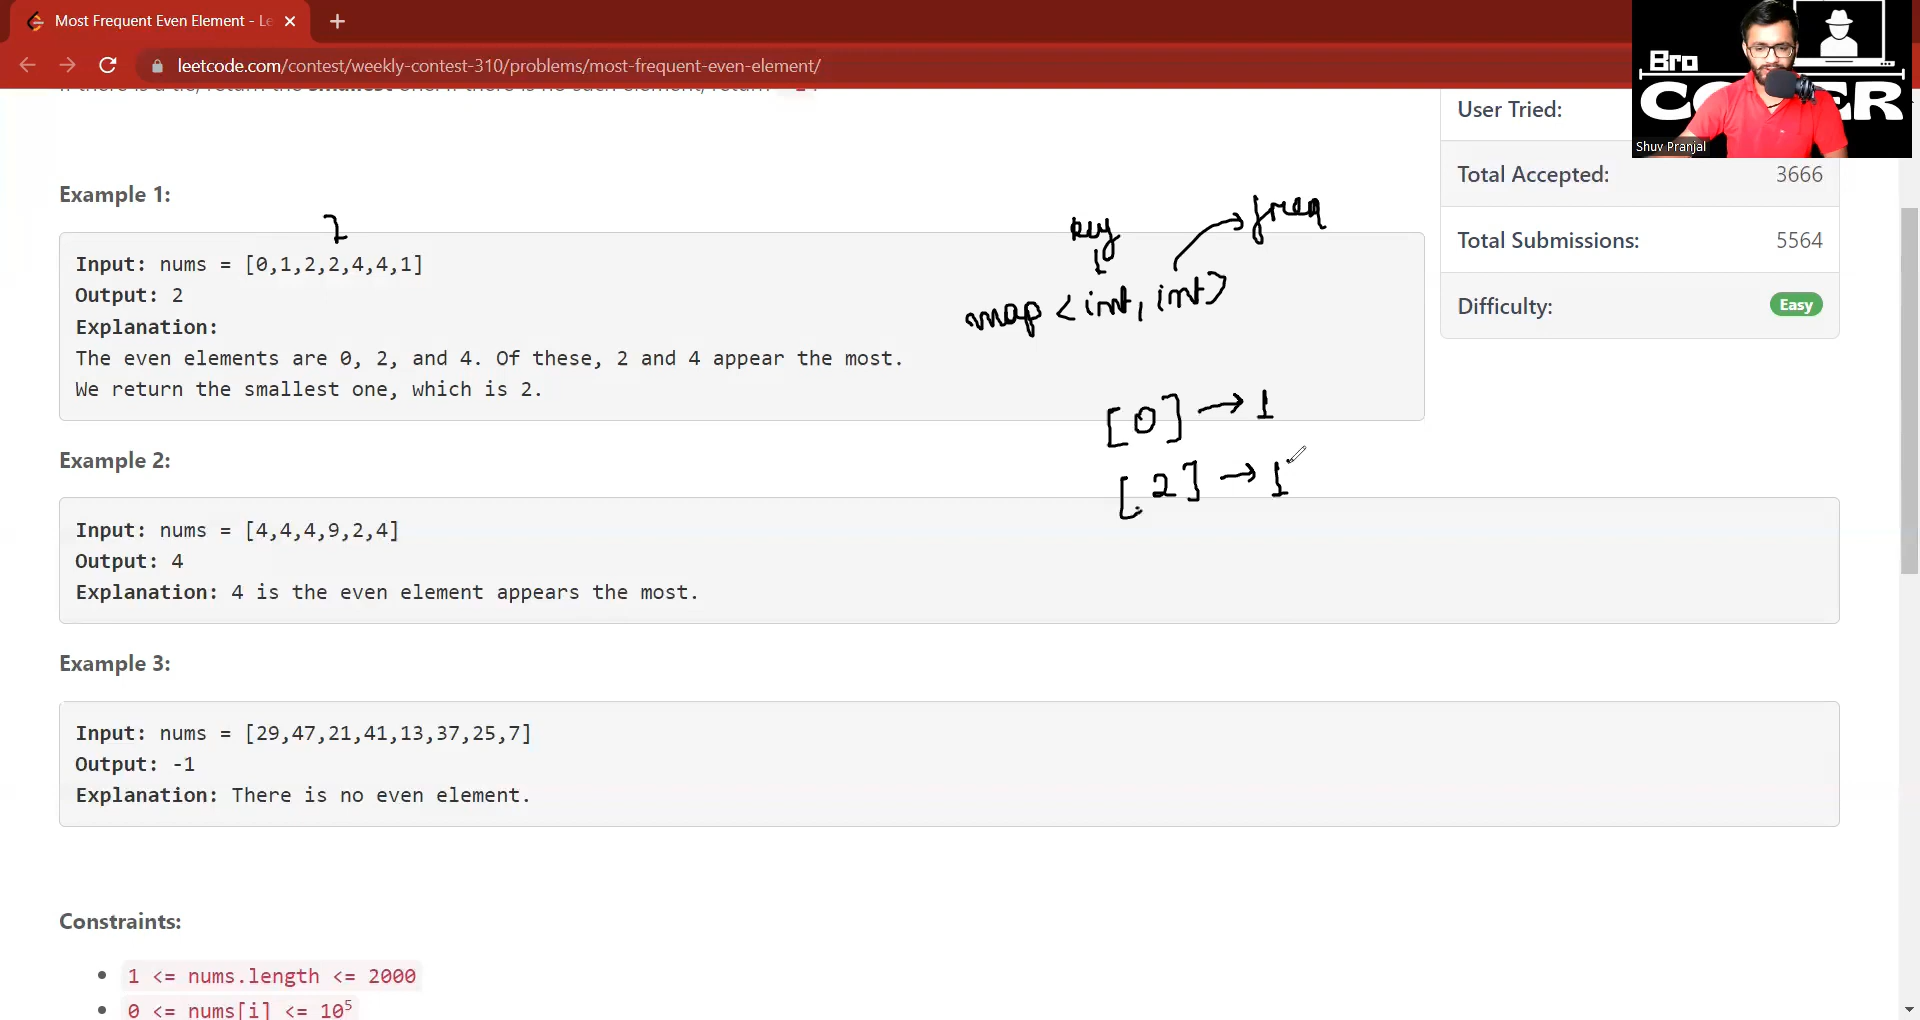 Most Frequent Even Element - Le
leetcode.com/contest/weekly-contest-310/problems/most-frequent-even-element/
Bro
CODER
Shuv Pranjal
User Tried:
Total Accepted: 3666
Total Submissions: 5564
Difficulty: Easy
Example 1:
Input: nums = [0,1,2,2,4,4,1]
Output: 2
Explanation:
The even elements are 0, 2, and 4. Of these, 2 and 4 appear the most.
We return the smallest one, which is 2.
key
freq
map <int, int>
[0] → 1
[2] → 1
Example 2:
Input: nums = [4,4,4,9,2,4]
Output: 4
Explanation: 4 is the even element appears the most.
Example 3:
Input: nums = [29,47,21,41,13,37,25,7]
Output: -1
Explanation: There is no even element.
Constraints:
1 <= nums.length <= 2000
0 <= nums[i] <= 10⁵